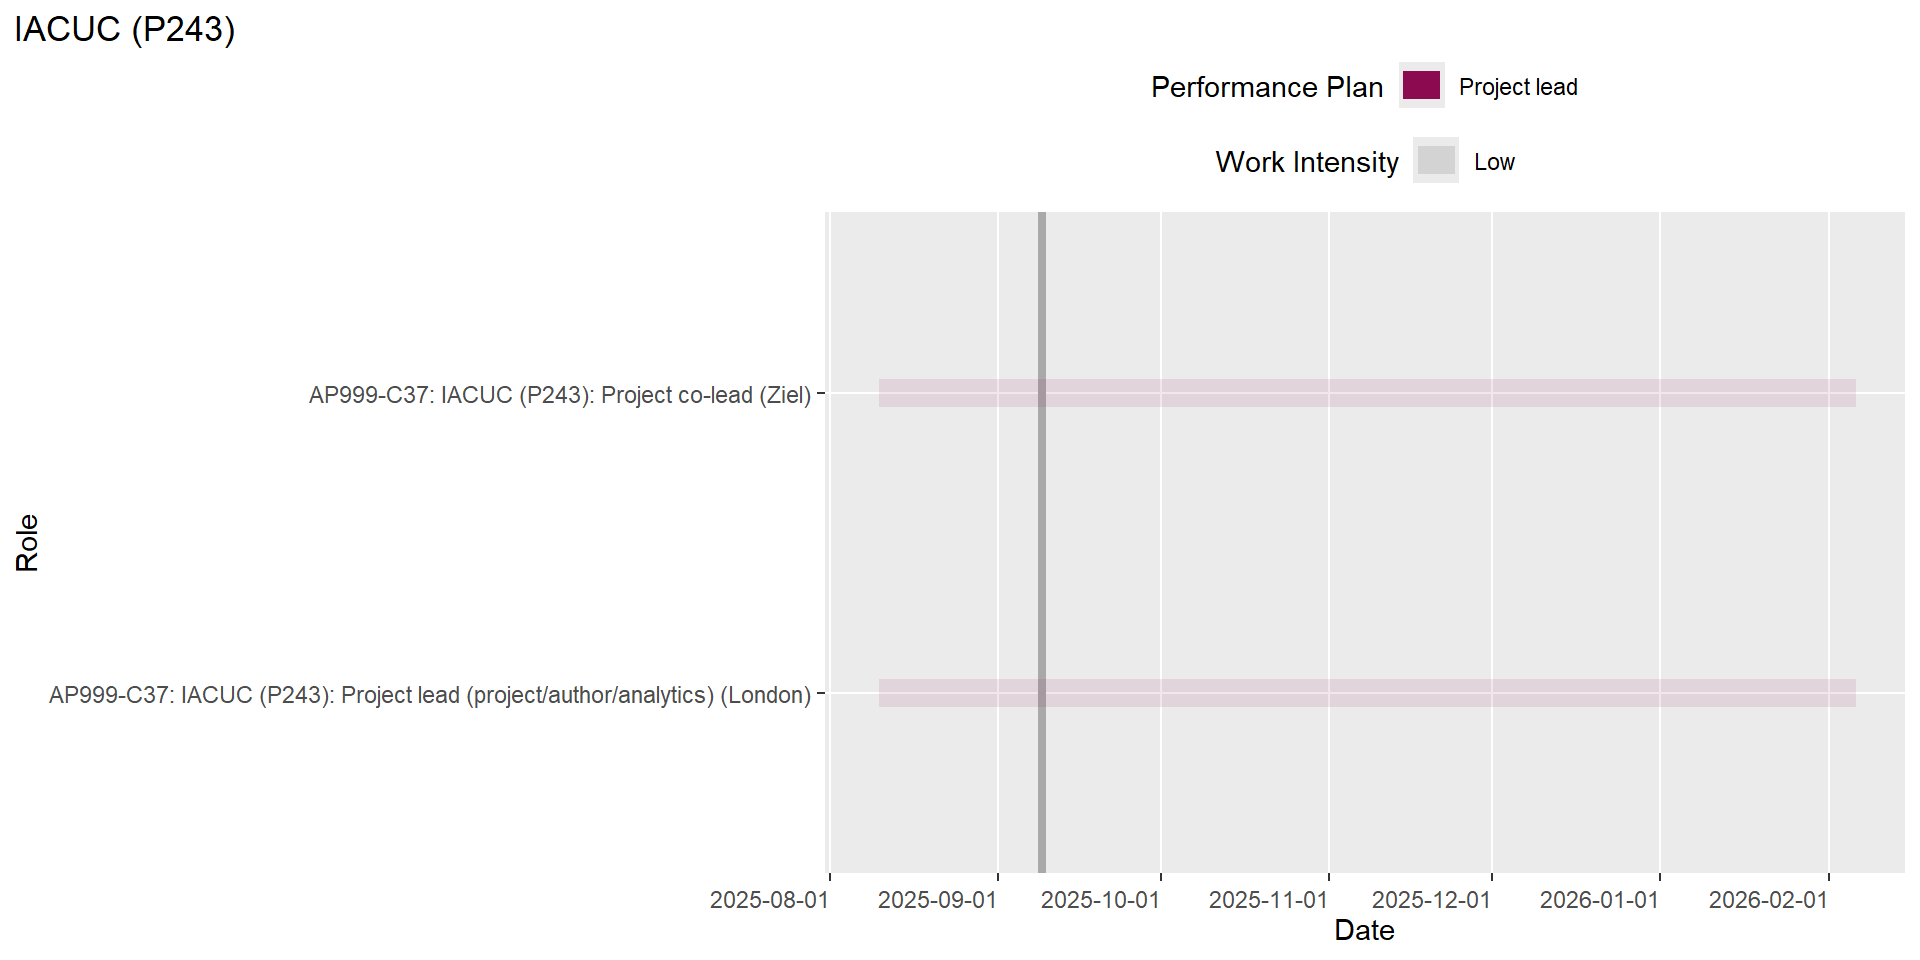 IACUC (P243)
Performance Plan Project lead
Work Intensity Low
AP999-C37: IACUC (P243): Project co-lead (Ziel)
Role
AP999-C37: IACUC (P243): Project lead (project/author/analytics) (London)
2025-08-01 2025-09-01 2025-10-01 2025-11-01 2025-12-01 2026-01-01 2026-02-01
Date